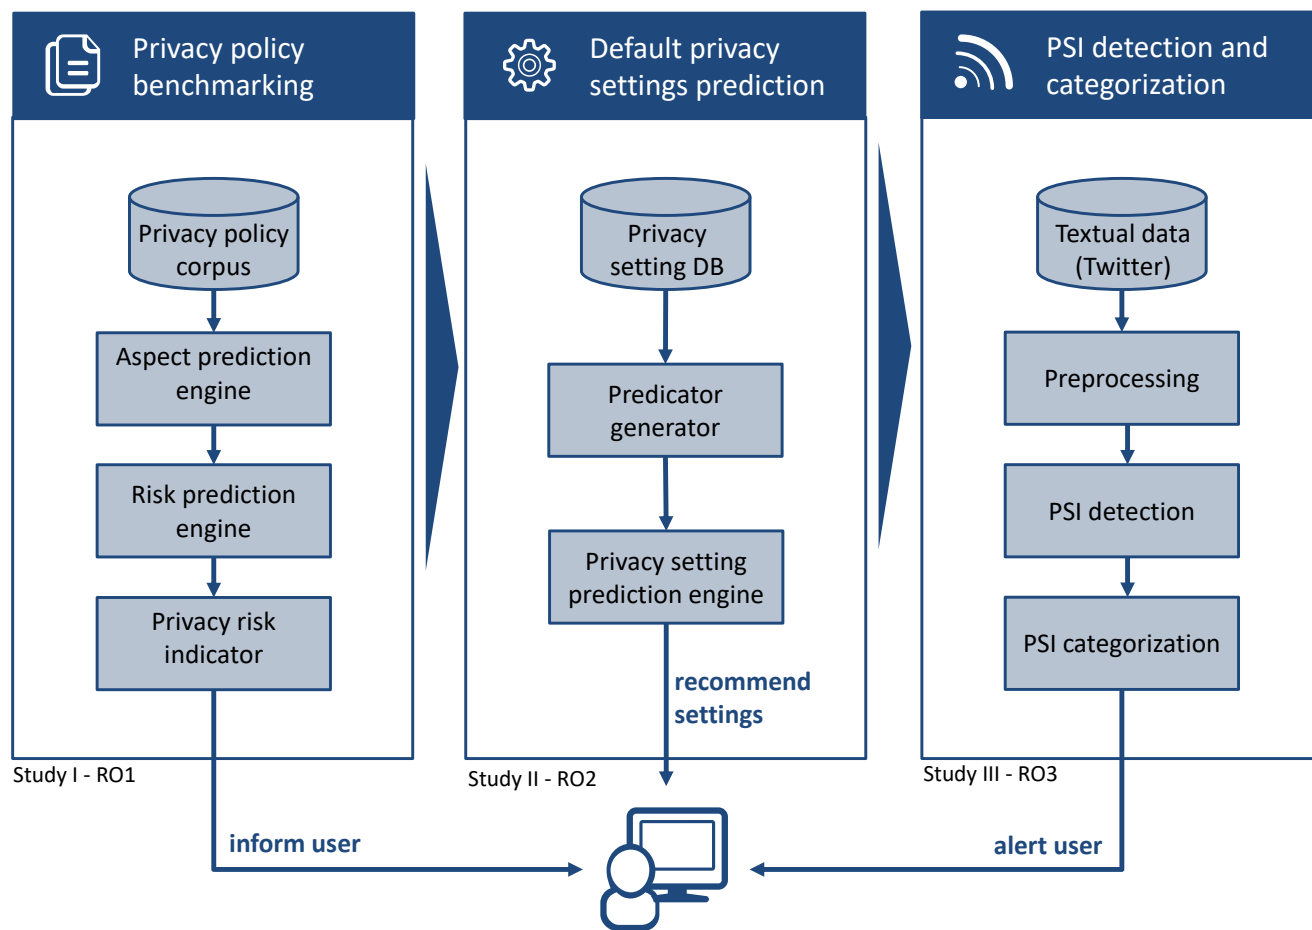 Privacy policy
benchmarking
Privacy policy
corpus
Aspect prediction
engine
Risk prediction
engine
Privacy risk
indicator
Study I - RO1
inform user
Default privacy
settings prediction
Privacy
setting DB
Predicator
generator
Privacy setting
prediction engine
recommend
settings
Study II - RO2
PSI detection and
categorization
Textual data
(Twitter)
Preprocessing
PSI detection
PSI categorization
Study III - RO3
alert user